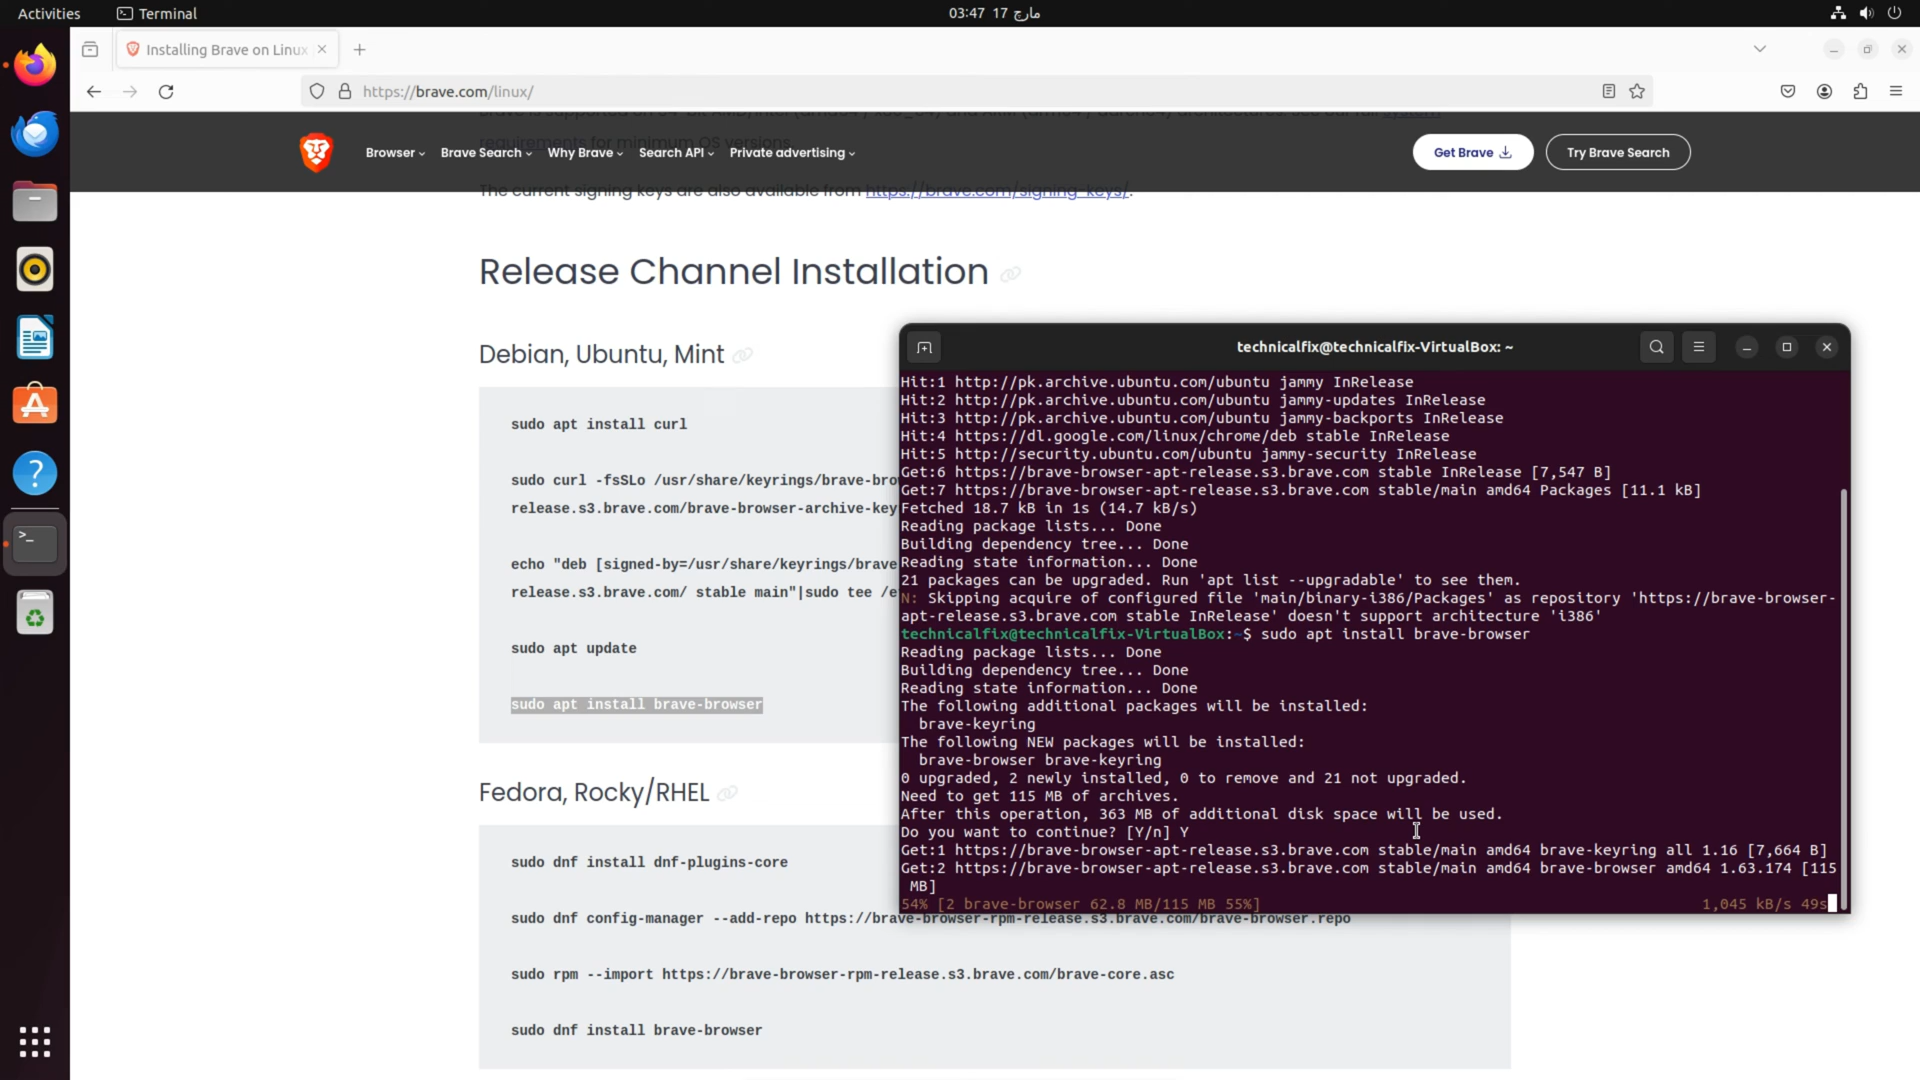 Activities
Terminal
03:47 17 مارچ
Installing Brave on Linux
https://brave.com/linux/
requirements for minimum OS versions.
Browser
Brave Search
Why Brave
Search API
Private advertising
Get Brave
Try Brave Search
The current signing keys are also available from https://brave.com/signing-keys/.
Release Channel Installation
Debian, Ubuntu, Mint
sudo apt install curl
sudo curl -fsSLo /usr/share/keyrings/brave-bro
release.s3.brave.com/brave-browser-archive-key
echo "deb [signed-by=/usr/share/keyrings/brave
release.s3.brave.com/ stable main"|sudo tee /e
sudo apt update
sudo apt install brave-browser
Fedora, Rocky/RHEL
sudo dnf install dnf-plugins-core
sudo dnf config-manager --add-repo https://brave-browser-rpm-release.s3.brave.com/brave-browser.repo
sudo rpm --import https://brave-browser-rpm-release.s3.brave.com/brave-core.asc
sudo dnf install brave-browser
technicalfix@technicalfix-VirtualBox: ~
Hit:1 http://pk.archive.ubuntu.com/ubuntu jammy InRelease
Hit:2 http://pk.archive.ubuntu.com/ubuntu jammy-updates InRelease
Hit:3 http://pk.archive.ubuntu.com/ubuntu jammy-backports InRelease
Hit:4 https://dl.google.com/linux/chrome/deb stable InRelease
Hit:5 http://security.ubuntu.com/ubuntu jammy-security InRelease
Get:6 https://brave-browser-apt-release.s3.brave.com stable InRelease [7,547 B]
Get:7 https://brave-browser-apt-release.s3.brave.com stable/main amd64 Packages [11.1 kB]
Fetched 18.7 kB in 1s (14.7 kB/s)
Reading package lists... Done
Building dependency tree... Done
Reading state information... Done
21 packages can be upgraded. Run 'apt list --upgradable' to see them.
N: Skipping acquire of configured file 'main/binary-i386/Packages' as repository 'https://brave-browser-
apt-release.s3.brave.com stable InRelease' doesn't support architecture 'i386'
technicalfix@technicalfix-VirtualBox:~$ sudo apt install brave-browser
Reading package lists... Done
Building dependency tree... Done
Reading state information... Done
The following additional packages will be installed:
brave-keyring
The following NEW packages will be installed:
brave-browser brave-keyring
0 upgraded, 2 newly installed, 0 to remove and 21 not upgraded.
Need to get 115 MB of archives.
After this operation, 363 MB of additional disk space will be used.
Do you want to continue? [Y/n] Y
Get:1 https://brave-browser-apt-release.s3.brave.com stable/main amd64 brave-keyring all 1.16 [7,664 B]
Get:2 https://brave-browser-apt-release.s3.brave.com stable/main amd64 brave-browser amd64 1.63.174 [115
MB]
54% [2 brave-browser 62.8 MB/115 MB 55%] 1,045 kB/s 49s